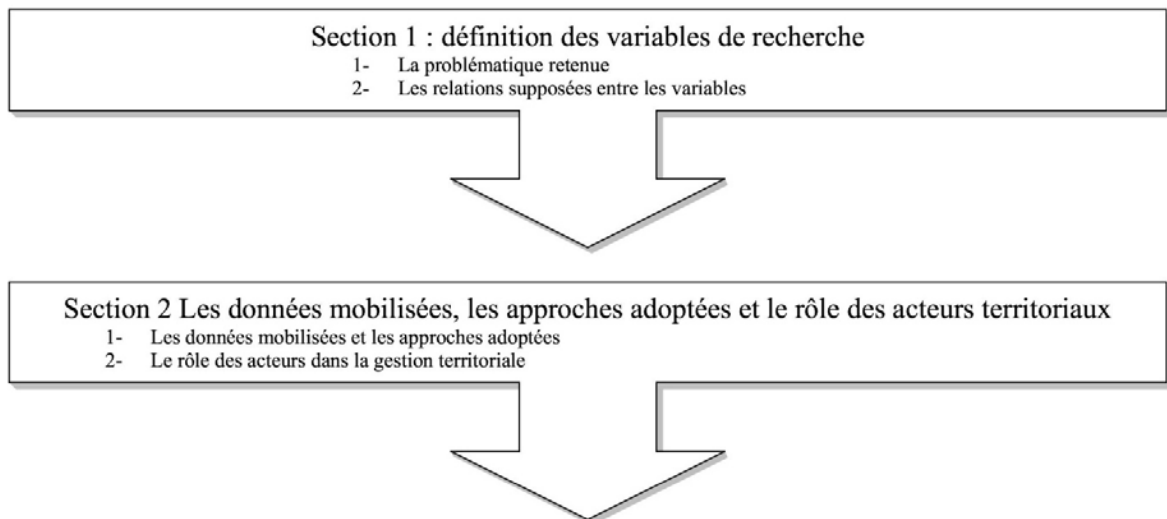 Section 1 : définition des variables de recherche
1- La problématique retenue
2- Les relations supposées entre les variables
Section 2 Les données mobilisées, les approches adoptées et le rôle des acteurs territoriaux
1- Les données mobilisées et les approches adoptées
2- Le rôle des acteurs dans la gestion territoriale